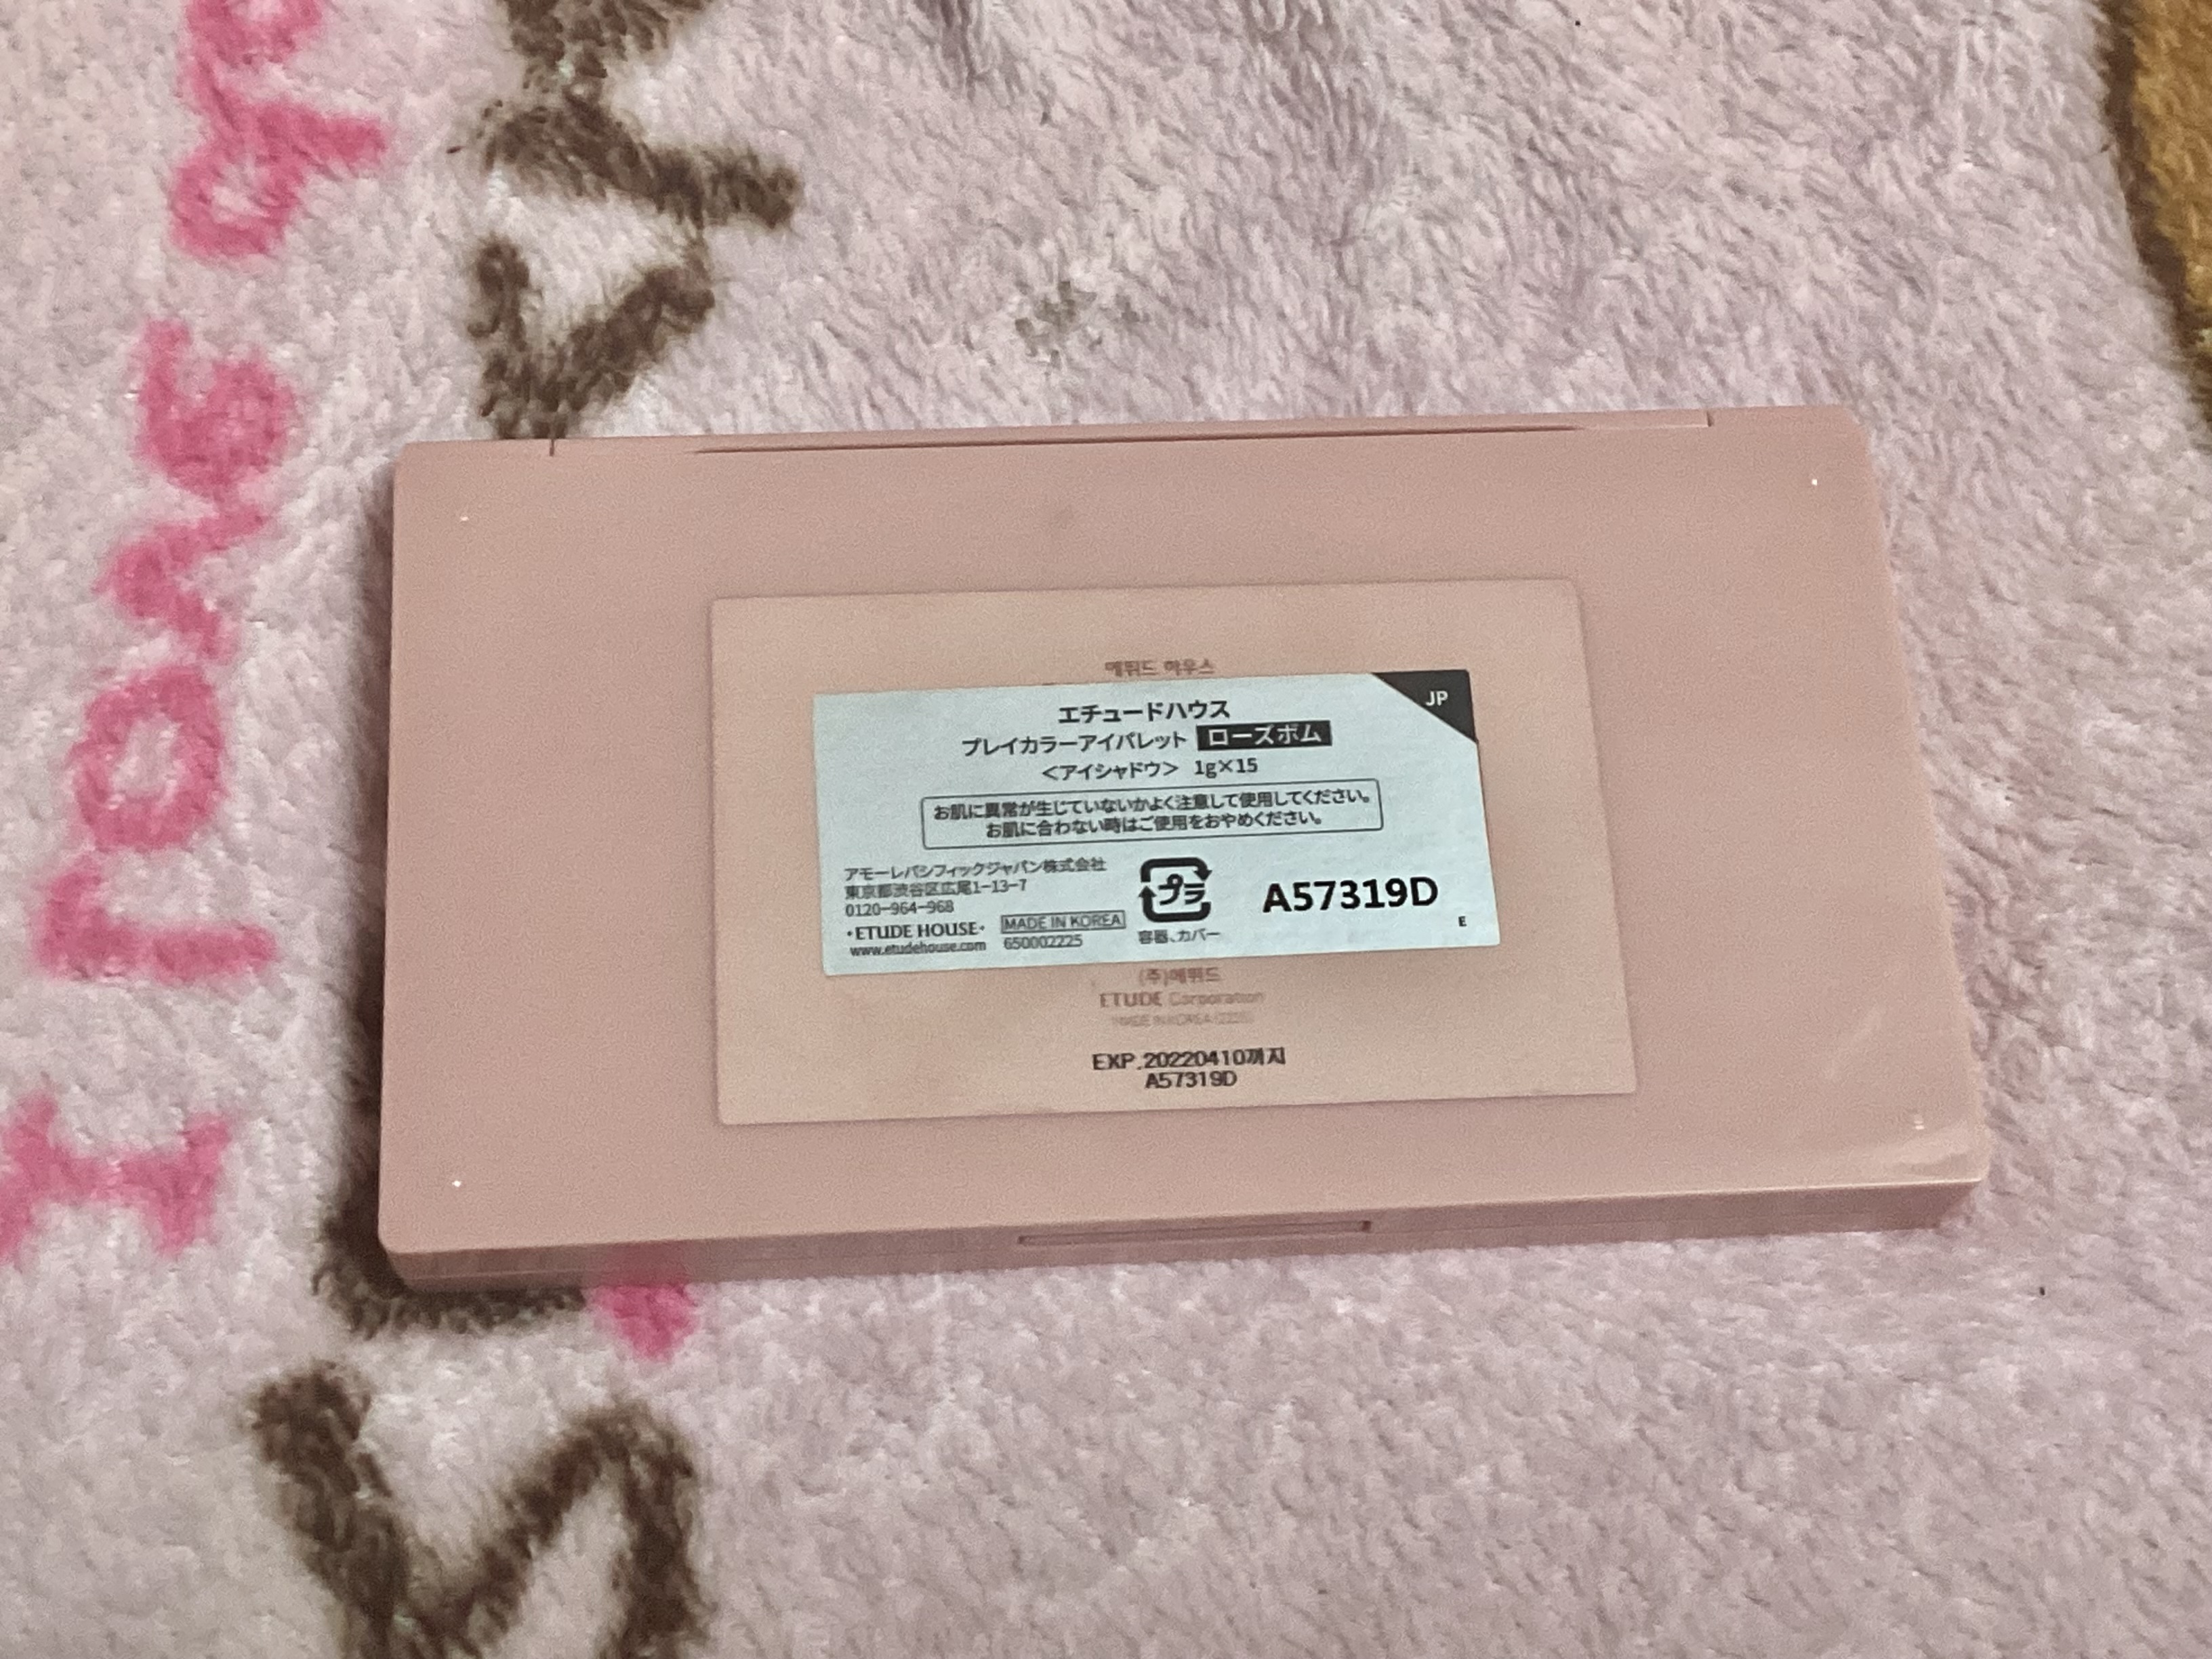 에뛰드 하우스
エチュードハウス
JP
プレイカラーアイパレット ローズボム
＜アイシャドウ＞ 1g×15
お肌に異常が生じていないかよく注意して使用してください。
お肌に合わない時はご使用をおやめください。
アモーレパシフィックジャパン株式会社
東京都渋谷区広尾1-13-7
0120-964-968
・ETUDE HOUSE・
www.etudehouse.com
MADE IN KOREA
650002225
プラ
容器、カバー
A57319D
E
(주)에뛰드
ETUDE Corporation
MADE IN KOREA
EXP.20220410까지
A57319D
I love